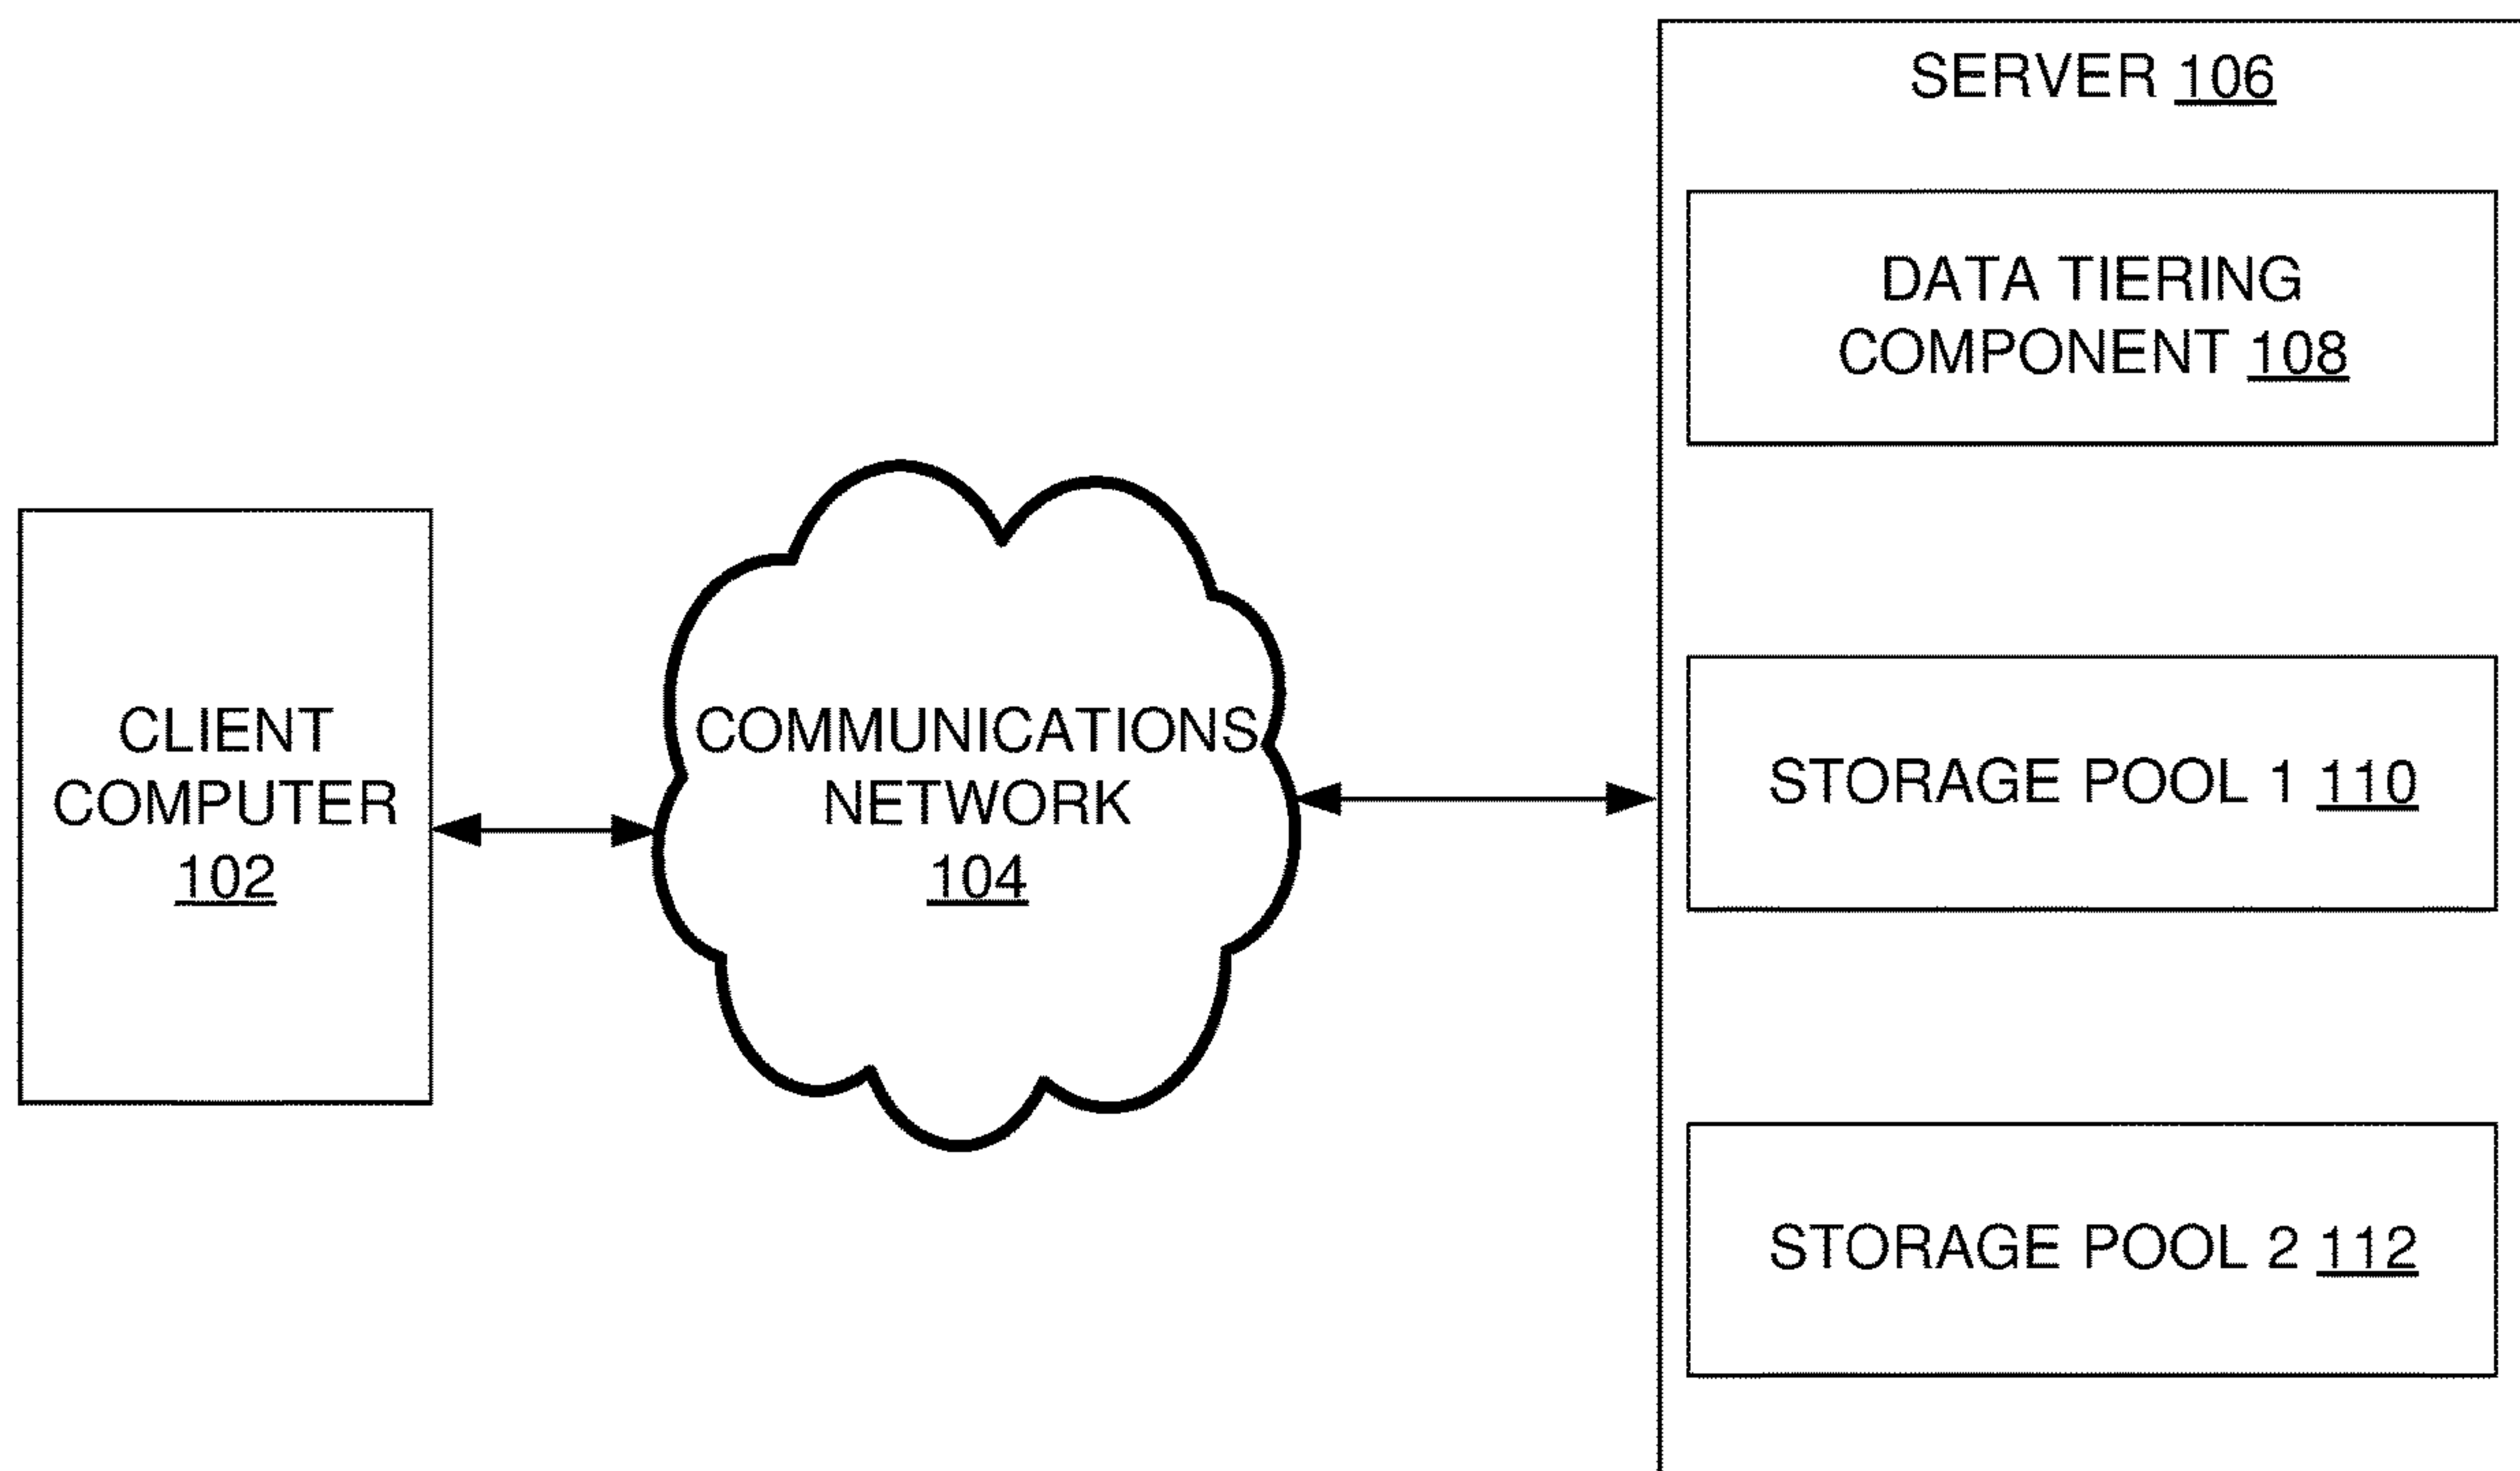 SERVER 106
DATA TIERING
COMPONENT 108
CLIENT
COMPUTER
102
COMMUNICATIONS
NETWORK
104
STORAGE POOL 1 110
STORAGE POOL 2 112